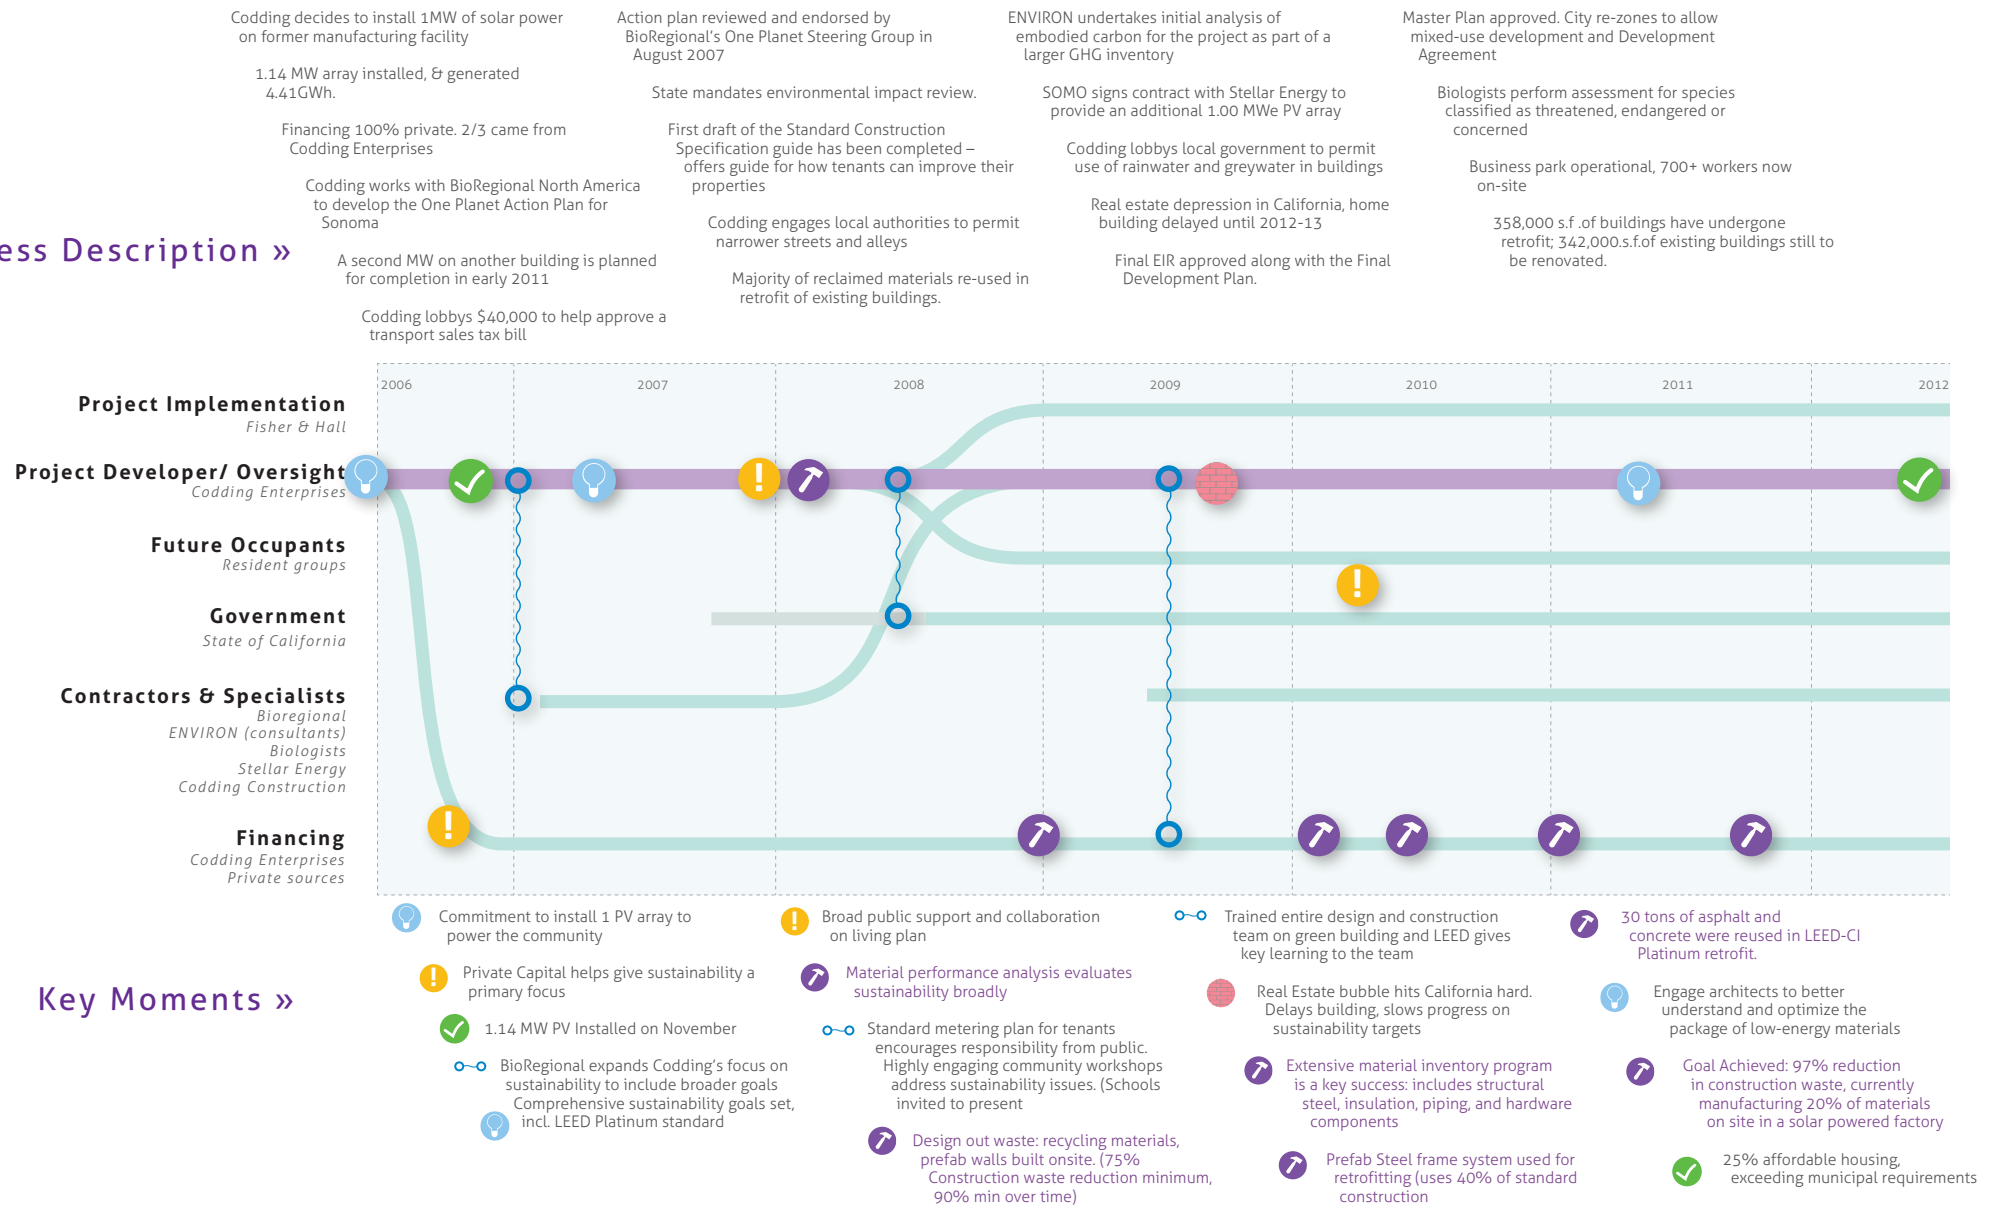 Codding decides to install 1MW of solar power
on former manufacturing facility
1.14 MW array installed, & generated
4.41GWh.
Financing 100% private. 2/3 came from
Codding Enterprises
Codding works with BioRegional North America
to develop the One Planet Action Plan for
Sonoma
A second MW on another building is planned
for completion in early 2011
Codding lobbys $40,000 to help approve a
transport sales tax bill
Action plan reviewed and endorsed by
BioRegional's One Planet Steering Group in
August 2007
State mandates environmental impact review.
First draft of the Standard Construction
Specification guide has been completed –
offers guide for how tenants can improve their
properties
Codding engages local authorities to permit
narrower streets and alleys
Majority of reclaimed materials re-used in
retrofit of existing buildings.
ENVIRON undertakes initial analysis of
embodied carbon for the project as part of a
larger GHG inventory
SOMO signs contract with Stellar Energy to
provide an additional 1.00 MWe PV array
Codding lobbys local government to permit
use of rainwater and greywater in buildings
Real estate depression in California, home
building delayed until 2012-13
Final EIR approved along with the Final
Development Plan.
Master Plan approved. City re-zones to allow
mixed-use development and Development
Agreement
Biologists perform assessment for species
classified as threatened, endangered or
concerned
Business park operational, 700+ workers now
on-site
358,000 s.f .of buildings have undergone
retrofit; 342,000.s.f.of existing buildings still to
be renovated.
ess Description »
2006 2007 2008 2009 2010 2011 2012
Project Implementation
Fisher & Hall
Project Developer/ Oversight
Codding Enterprises
Future Occupants
Resident groups
Government
State of California
Contractors & Specialists
Bioregional
ENVIRON (consultants)
Biologists
Stellar Energy
Codding Construction
Financing
Codding Enterprises
Private sources
Key Moments »
Commitment to install 1 PV array to
power the community
Private Capital helps give sustainability a
primary focus
1.14 MW PV Installed on November
BioRegional expands Codding's focus on
sustainability to include broader goals
Comprehensive sustainability goals set,
incl. LEED Platinum standard
Broad public support and collaboration
on living plan
Material performance analysis evaluates
sustainability broadly
Standard metering plan for tenants
encourages responsibility from public.
Highly engaging community workshops
address sustainability issues. (Schools
invited to present
Design out waste: recycling materials,
prefab walls built onsite. (75%
Construction waste reduction minimum,
90% min over time)
Trained entire design and construction
team on green building and LEED gives
key learning to the team
Real Estate bubble hits California hard.
Delays building, slows progress on
sustainability targets
Extensive material inventory program
is a key success: includes structural
steel, insulation, piping, and hardware
components
Prefab Steel frame system used for
retrofitting (uses 40% of standard
construction
30 tons of asphalt and
concrete were reused in LEED-CI
Platinum retrofit.
Engage architects to better
understand and optimize the
package of low-energy materials
Goal Achieved: 97% reduction
in construction waste, currently
manufacturing 20% of materials
on site in a solar powered factory
25% affordable housing,
exceeding municipal requirements